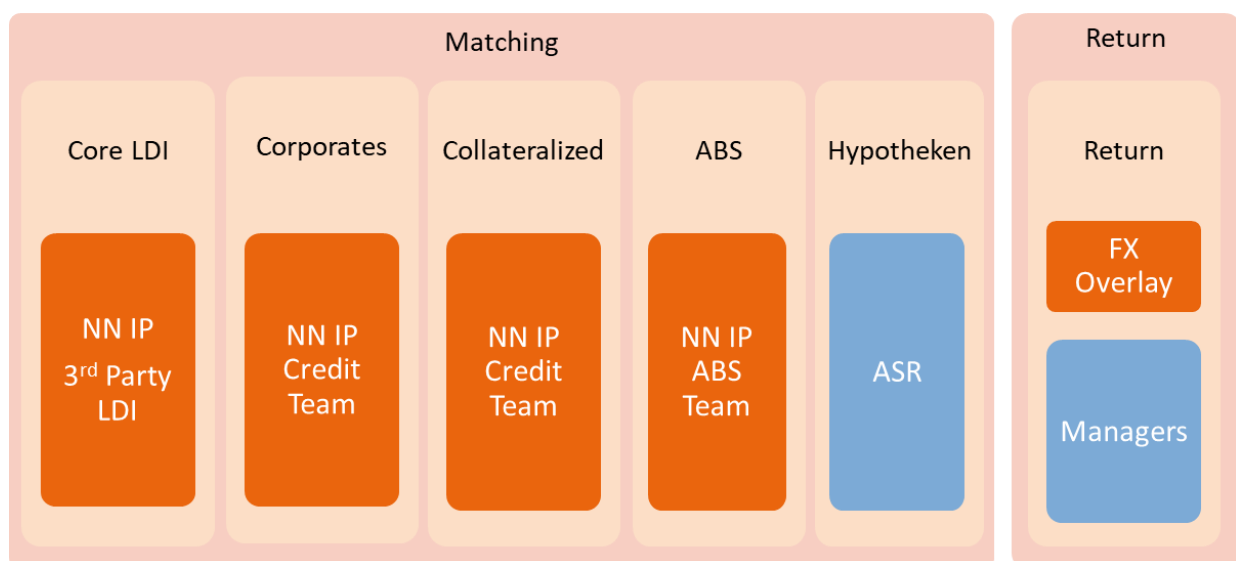 Matching
Return
Core LDI
Corporates
Collateralized
ABS
Hypotheken
Return
NN IP
3rd Party
LDI
NN IP
Credit
Team
NN IP
Credit
Team
NN IP
ABS
Team
ASR
FX
Overlay
Managers